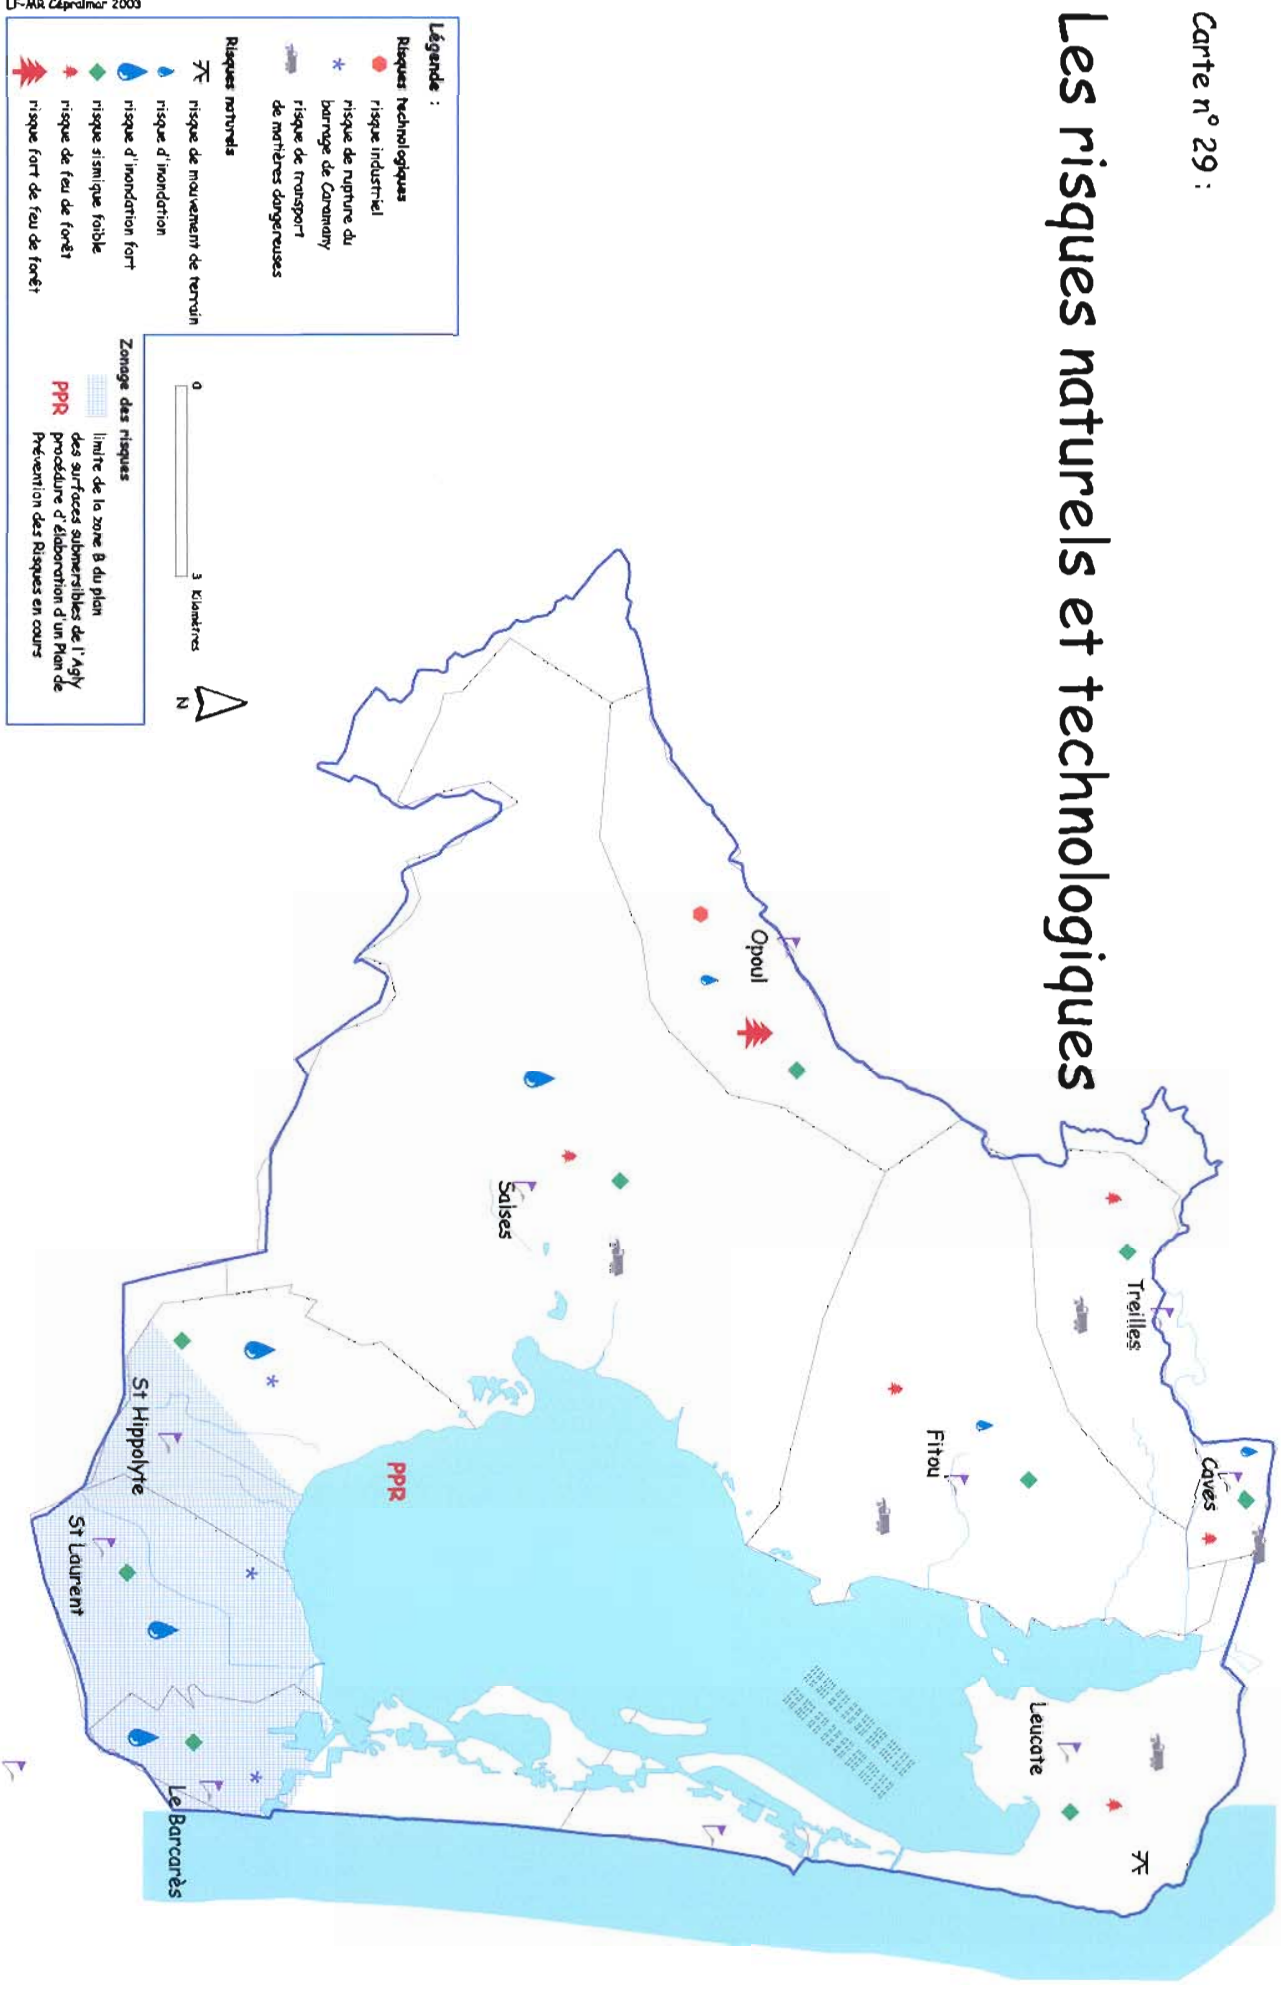 Carte n° 29 :
Les risques naturels et technologiques
Caves
Treilles
Leucate
Fitou
Opoul
Salses
PPR
Le Barcarès
St Hippolyte
St Laurent
Légende :
Risques technologiques
risque industriel
risque de rupture du
barrage de Caramany
risque de transport
de matières dangereuses
Risques naturels
risque de mouvement de terrain
risque d'inondation
risque d'inondation fort
risque sismique faible
risque de feu de forêt
risque fort de feu de forêt
0
3 Kilomètres
N
Zonage des risques
limite de la zone B du plan
des surfaces submersibles de l'Agly
PPR
procédure d'élaboration d'un Plan de
Prévention des Risques en cours
Cépralmar 2003